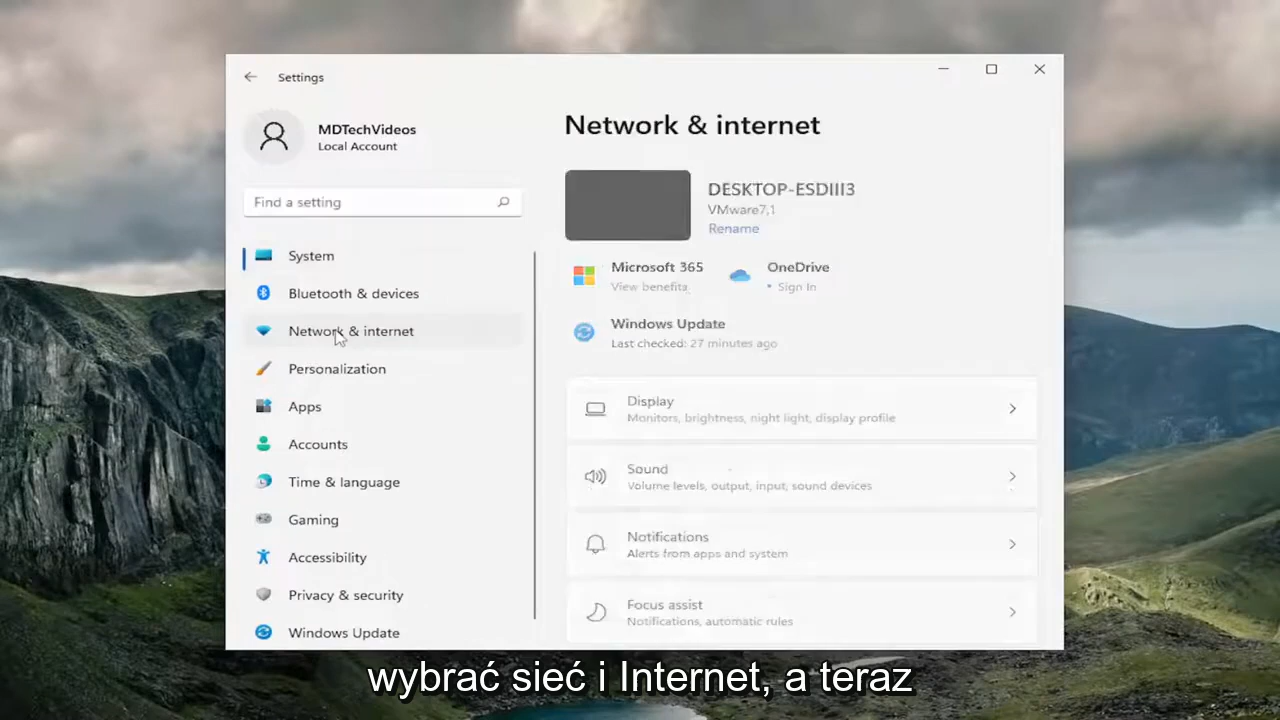 Settings
MDTechVideos
Local Account
Find a setting
System
Bluetooth & devices
Network & internet
Personalization
Apps
Accounts
Time & language
Gaming
Accessibility
Privacy & security
Windows Update
Network & internet
DESKTOP-ESDIII3
VMware7,1
Rename
Microsoft 365
View benefits
OneDrive
• Sign In
Windows Update
Last checked: 27 minutes ago
Display
Monitors, brightness, night light, display profile
Sound
Volume levels, output, input, sound devices
Notifications
Alerts from apps and system
Focus assist
Notifications, automatic rules
wybrać sieć i Internet, a teraz